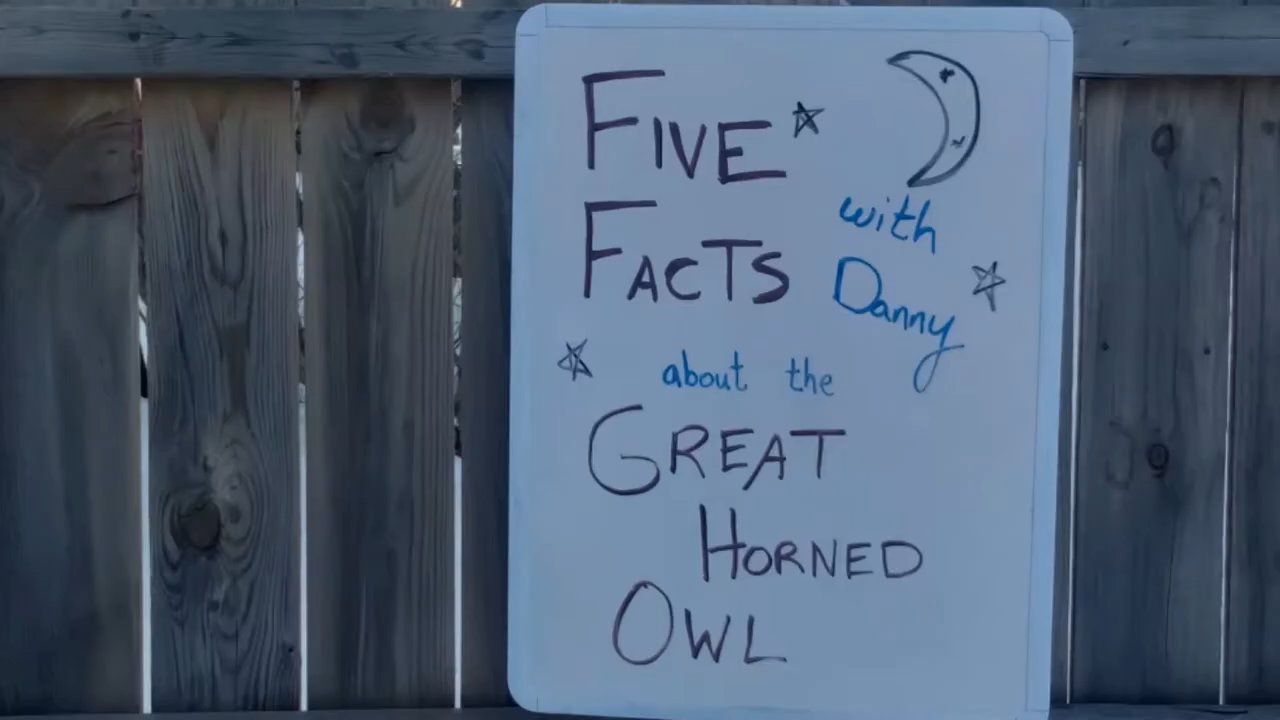 FIVE
FACTS
with
Danny
about the
GREAT
HORNED
OWL